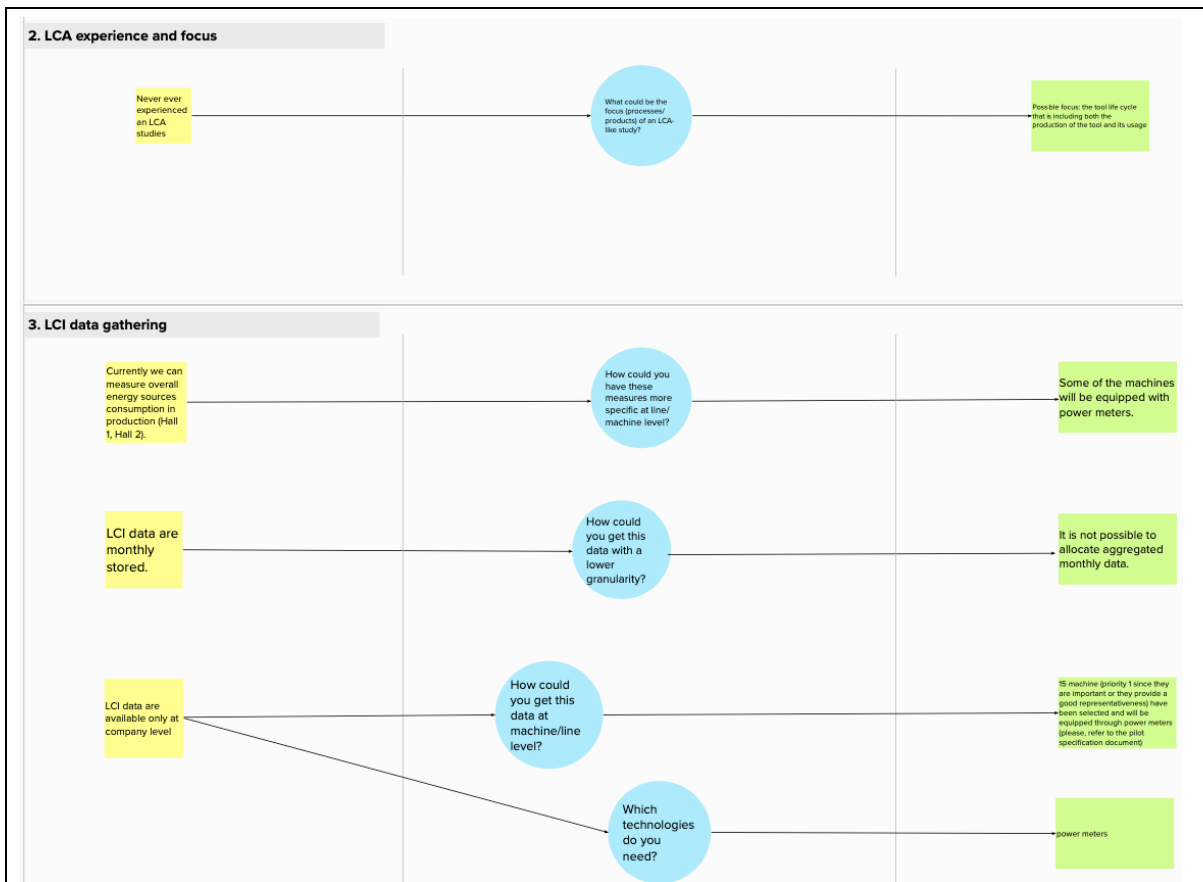 2. LCA experience and focus
Never ever
experienced
an LCA
studies
What could be the
focus (processes/
products) of an LCA-
like study?
Possible focus: the tool life cycle
that is including both the
production of the tool and its usage
3. LCI data gathering
Currently we can
measure overall
energy sources
consumption in
production (Hall
1, Hall 2).
How could you
have these
measures more
specific at line/
machine level?
Some of the machines
will be equipped with
power meters.
LCI data are
monthly
stored.
How could
you get this
data with a
lower
granularity?
It is not possible to
allocate aggregated
monthly data.
LCI data are
available only at
company level
How could
you get this
data at
machine/line
level?
15 machine (priority 1 since they
are important or they provide a
good representativeness) have
been selected and will be
equipped through power meters
(please, refer to the pilot
specification document)
Which
technologies
do you
need?
power meters